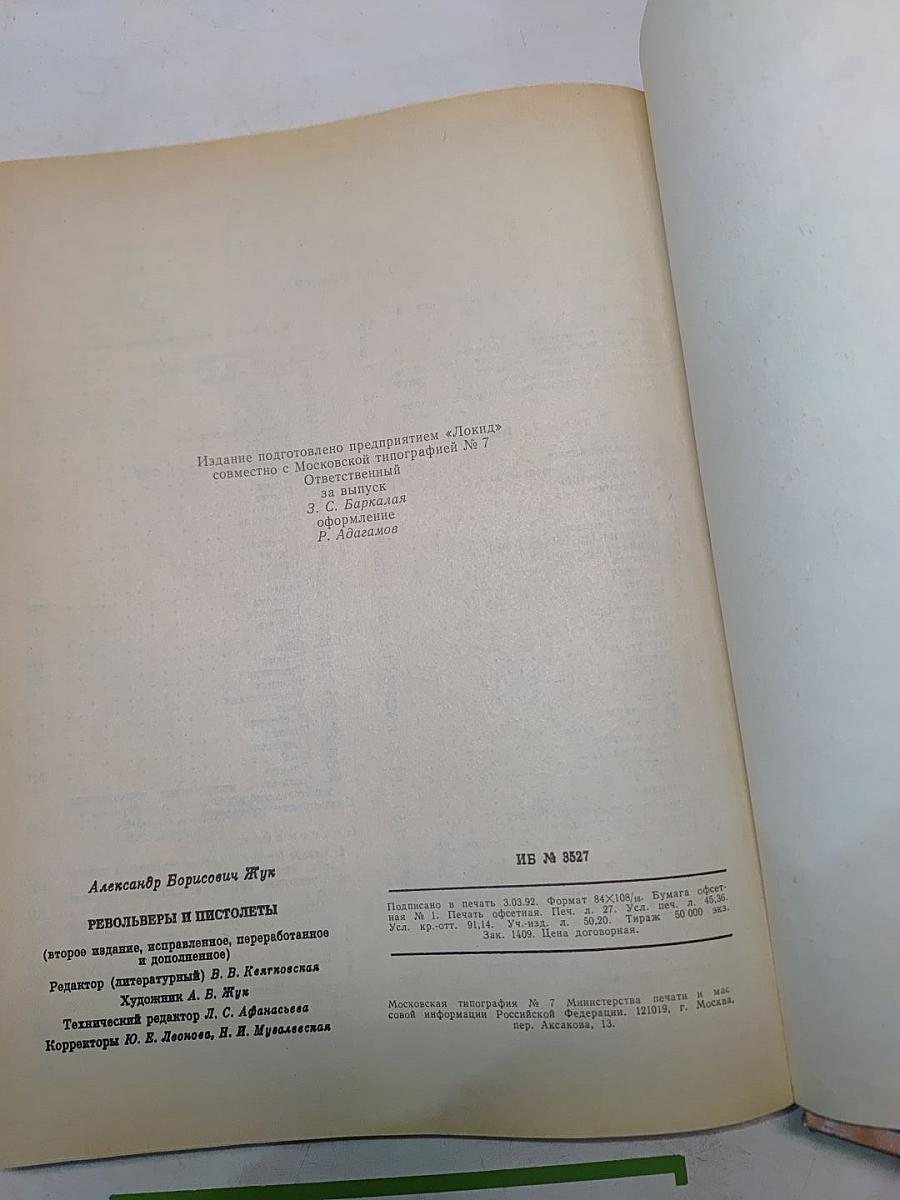 Издание подготовлено предприятием «Локид»
совместно с Московской типографией № 7
Ответственный
за выпуск
З. С. Баркалая
оформление
Р. Адагамов
Александр Борисович Жук
РЕВОЛЬВЕРЫ И ПИСТОЛЕТЫ
(второе издание, исправленное, переработанное
и дополненное)
Редактор (литературный) В. В. Квятковская
Художник А. Б. Жук
Технический редактор Л. С. Афанасьева
Корректоры Ю. Е. Леонова, Н. И. Мувалевская
ИБ № 3527
Подписано в печать 3.03.92. Формат 84×108/16. Бумага офсет-
ная № 1. Печать офсетная. Печ. л. 27. Усл. печ. л. 45,36.
Усл. кр.-отт. 91,14. Уч.-изд. л. 50,20. Тираж 50 000 экз.
Зак. 1409. Цена договорная.
Московская типография № 7 Министерства печати и мас-
совой информации Российской Федерации. 121019, г. Москва,
пер. Аксакова, 13.